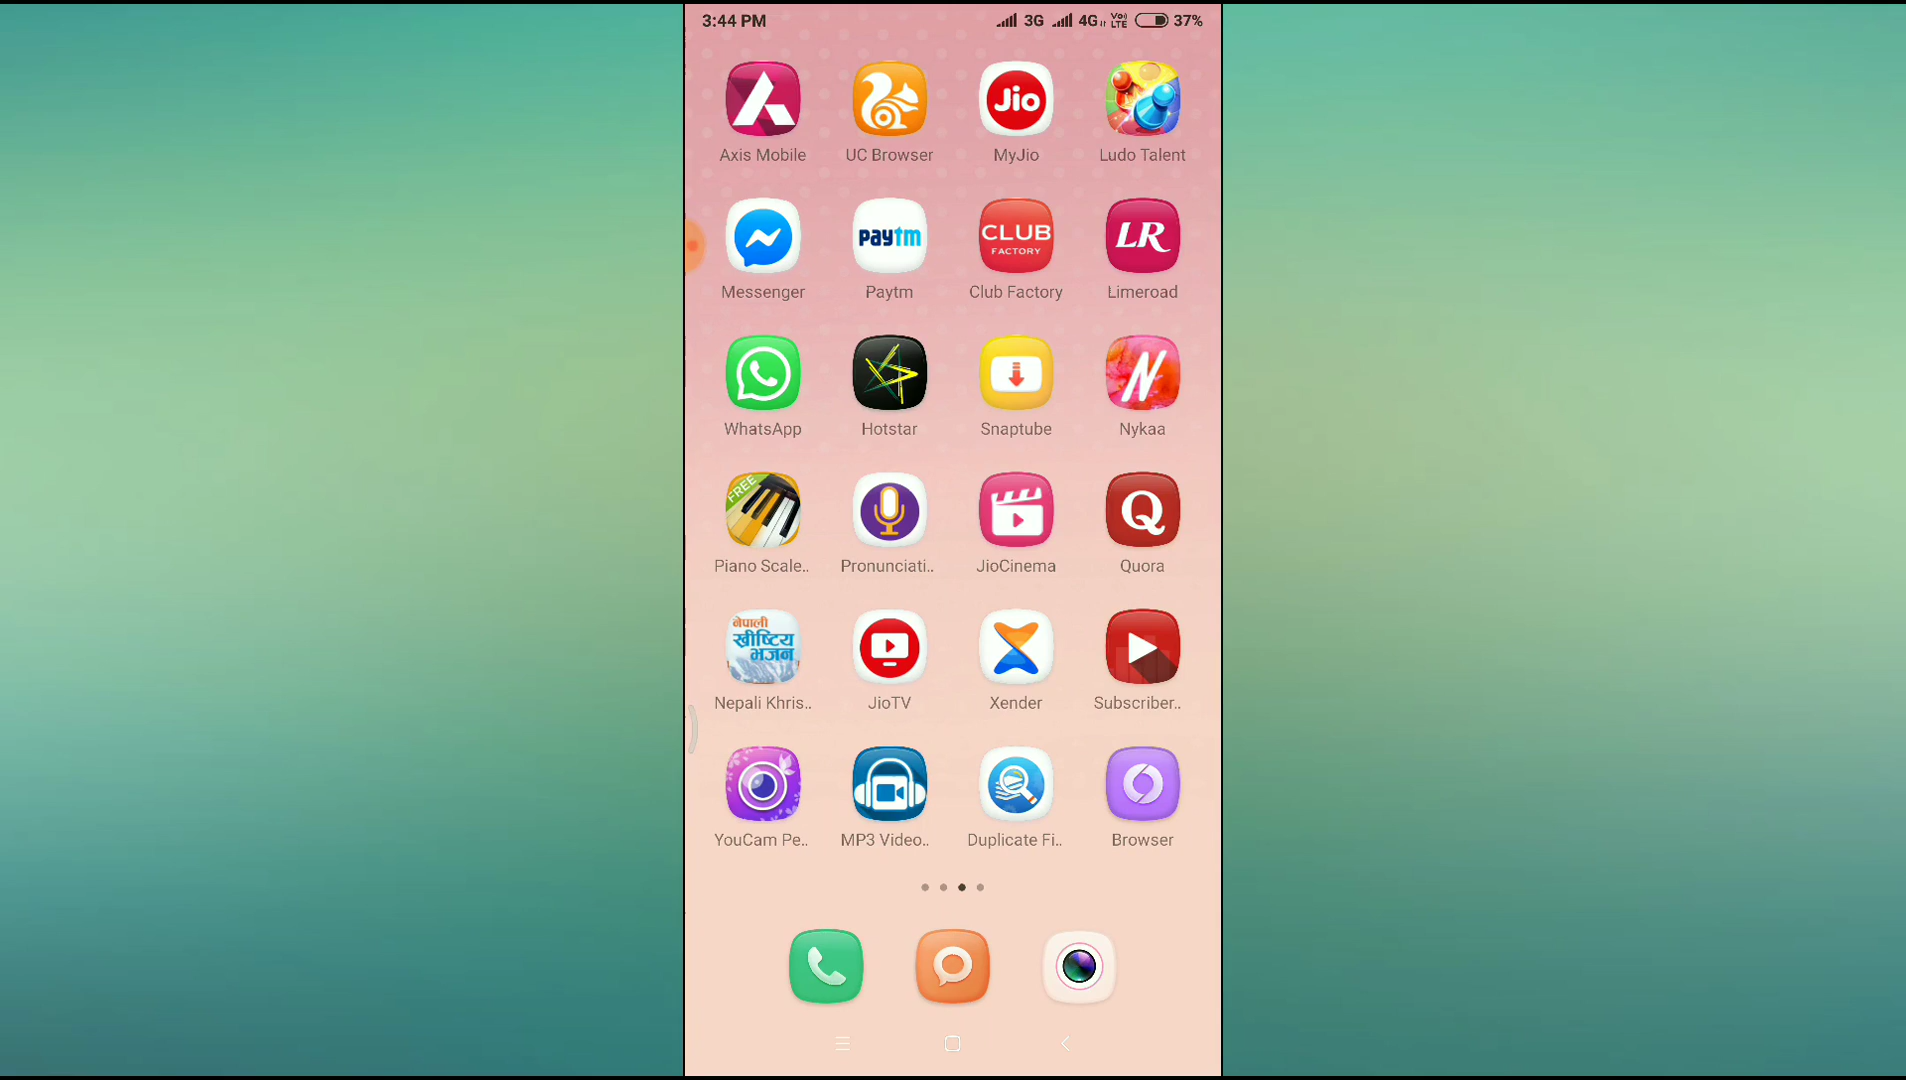 3:44 PM 3G 4G Vo) LTE 37%
Jio
Axis Mobile UC Browser MyJio Ludo Talent
paytm CLUB FACTORY LR
Messenger Paytm Club Factory Limeroad
N
WhatsApp Hotstar Snaptube Nykaa
FREE Q
Piano Scale.. Pronunciati.. JioCinema Quora
नेपाली
ख्रीष्टिय
भजन
Nepali Khris.. JioTV Xender Subscriber..
YouCam Pe.. MP3 Video.. Duplicate Fi.. Browser